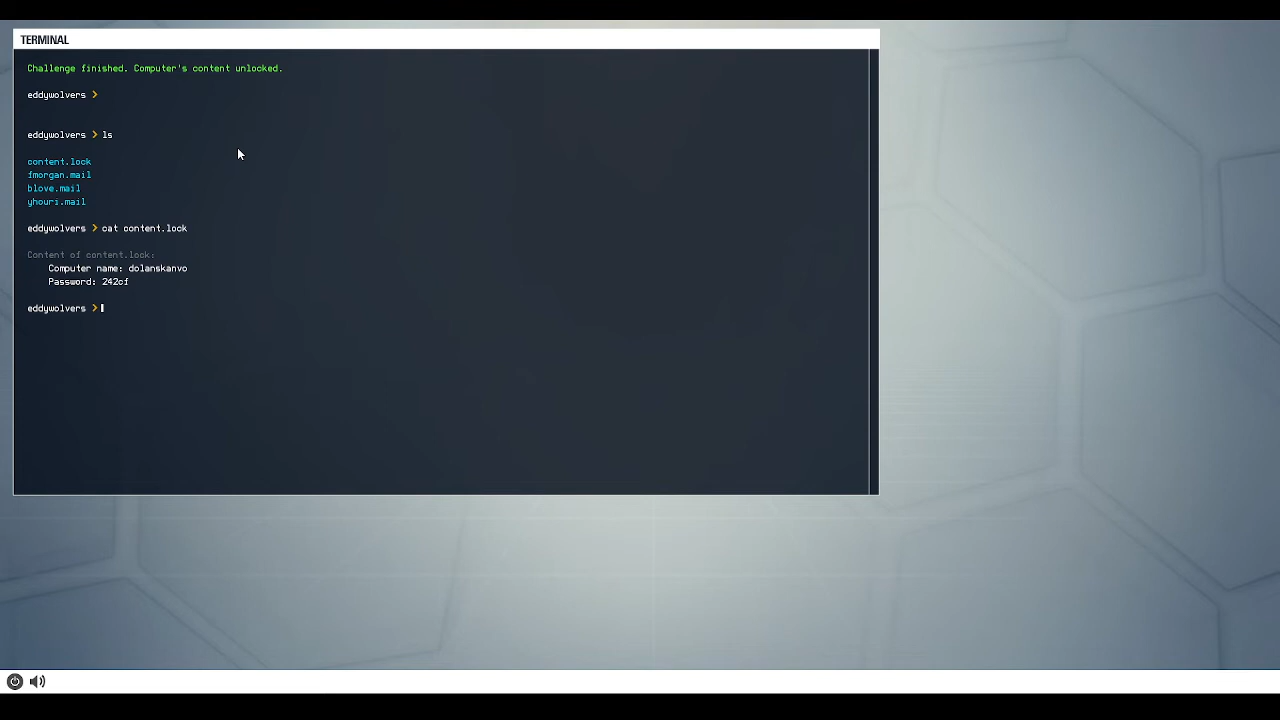 TERMINAL
Challenge finished. Computer's content unlocked.
eddywolvers >
eddywolvers > ls
content.lock
fmorgan.mail
blove.mail
yhouri.mail
eddywolvers > cat content.lock
Content of content.lock:
Computer name: dolanskanvo
Password: 242cf
eddywolvers >